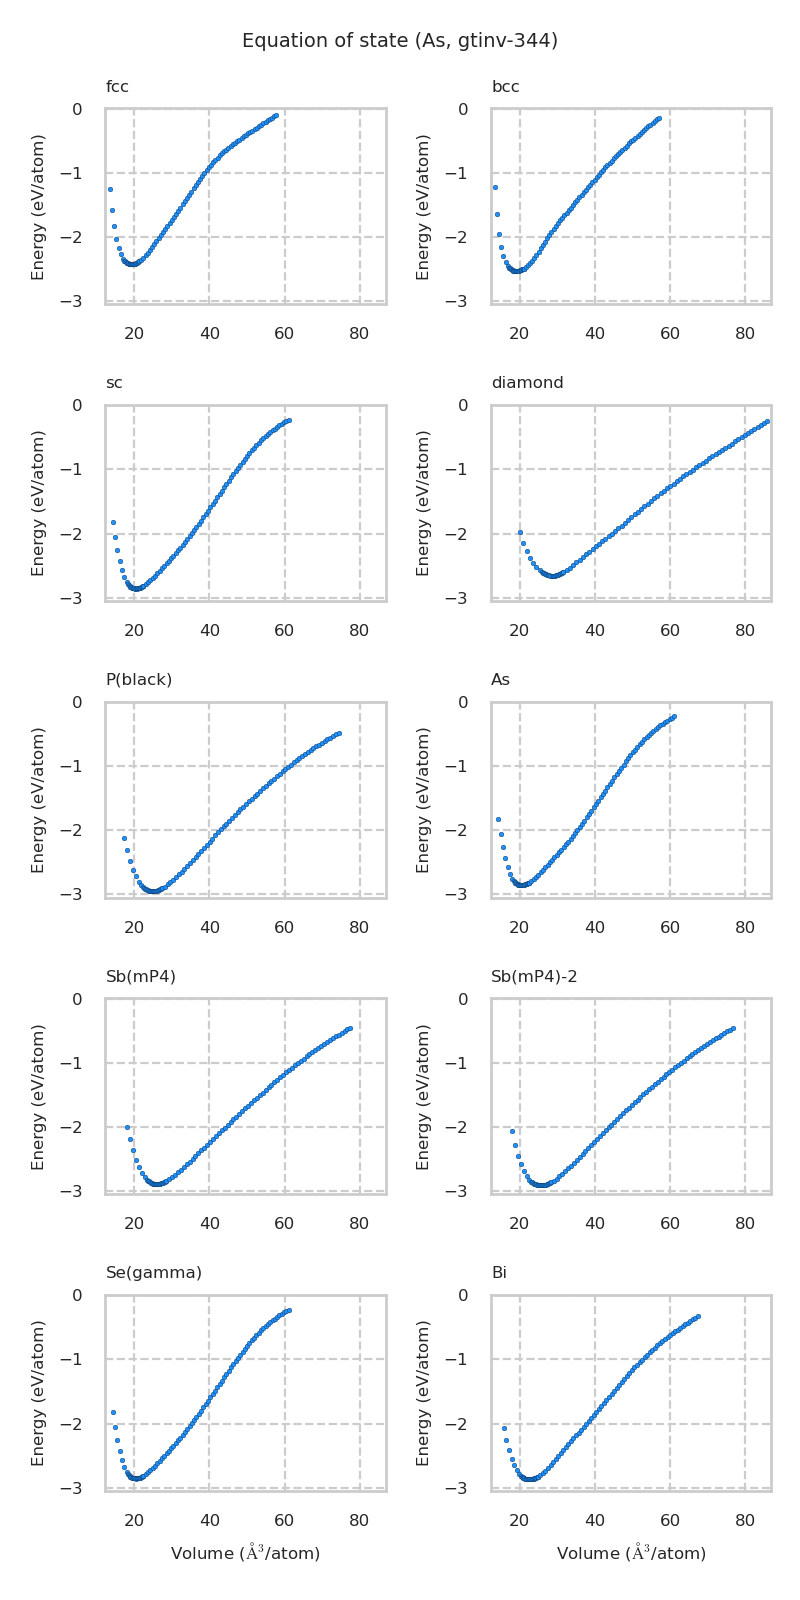 Equation of state (As, gtinv-344)
fcc
bcc
Energy (eV/atom)
0
−1
−2
−3
20 40 60 80
Energy (eV/atom)
0
−1
−2
−3
20 40 60 80
sc
diamond
Energy (eV/atom)
0
−1
−2
−3
20 40 60 80
Energy (eV/atom)
0
−1
−2
−3
20 40 60 80
P(black)
As
Energy (eV/atom)
0
−1
−2
−3
20 40 60 80
Energy (eV/atom)
0
−1
−2
−3
20 40 60 80
Sb(mP4)
Sb(mP4)-2
Energy (eV/atom)
0
−1
−2
−3
20 40 60 80
Energy (eV/atom)
0
−1
−2
−3
20 40 60 80
Se(gamma)
Bi
Energy (eV/atom)
0
−1
−2
−3
20 40 60 80
Volume (Å³/atom)
Energy (eV/atom)
0
−1
−2
−3
20 40 60 80
Volume (Å³/atom)